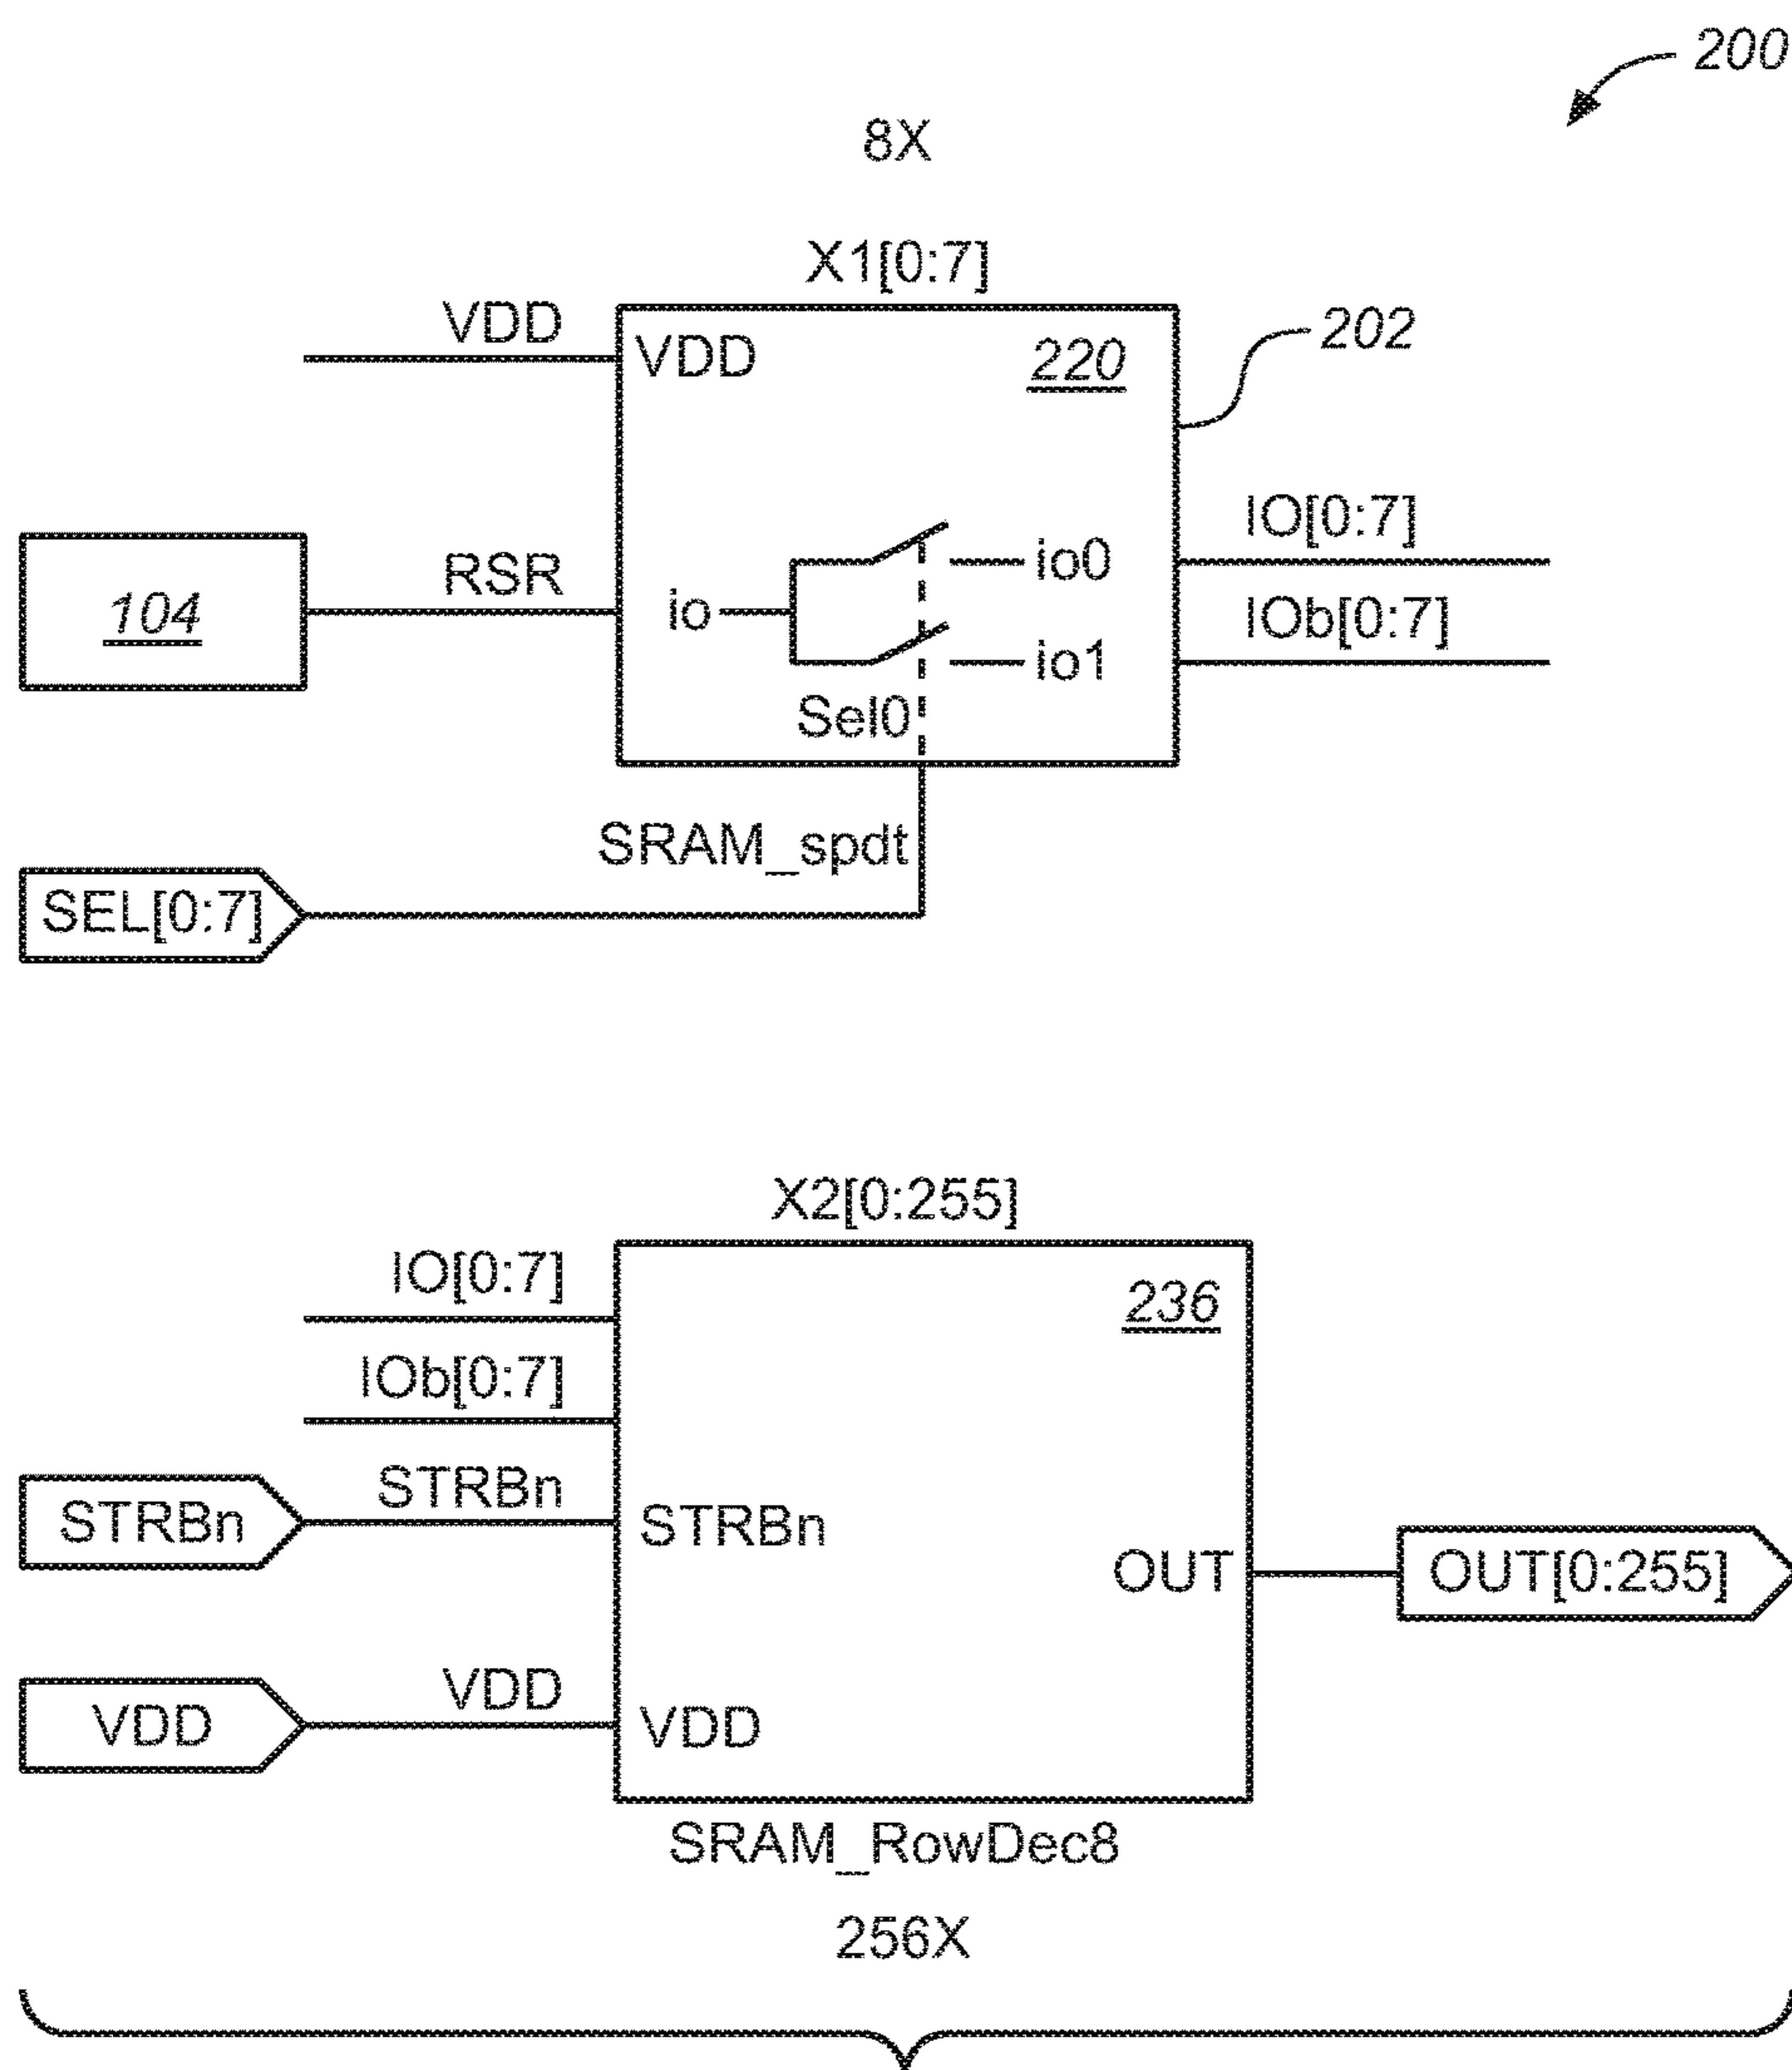 200
8X
X1[0:7]
VDD
VDD
220
202
104
RSR
io
io0
io1
IO[0:7]
IOb[0:7]
Sel0
SRAM_spdt
SEL[0:7]
X2[0:255]
IO[0:7]
236
IOb[0:7]
STRBn
STRBn
STRBn
OUT
OUT[0:255]
VDD
VDD
VDD
SRAM_RowDec8
256X